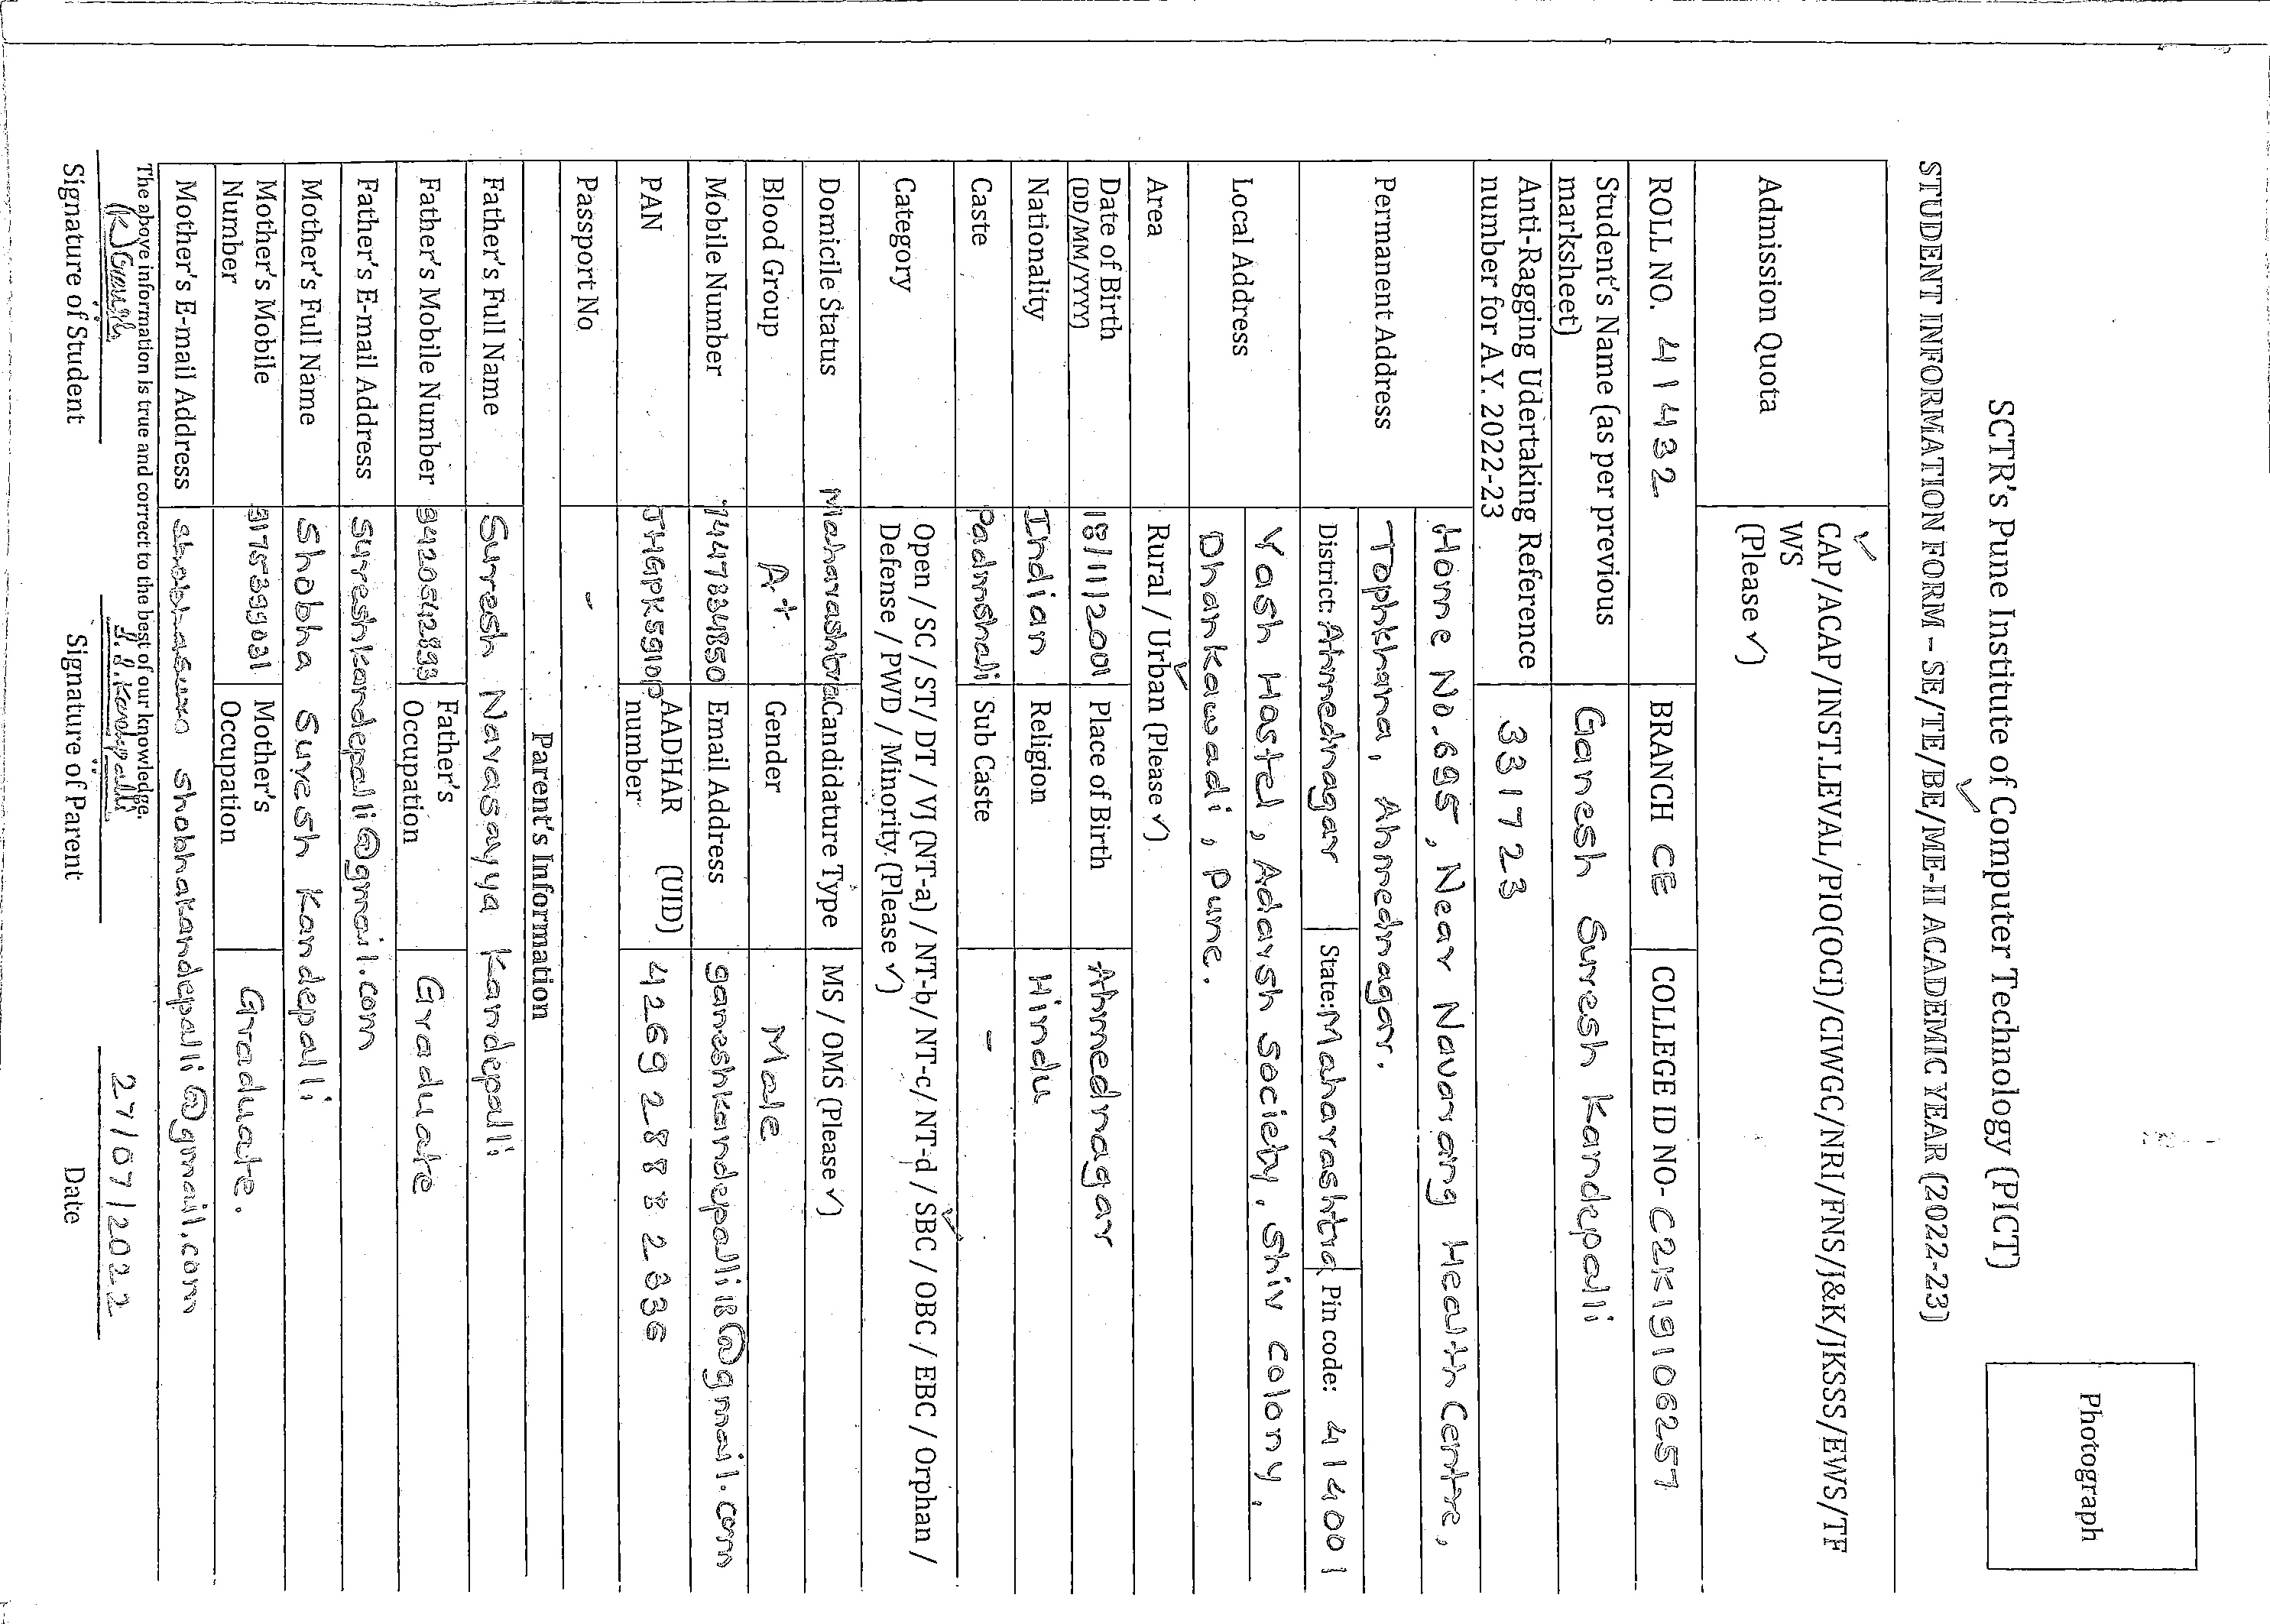 SCTR's Pune Institute of Computer Technology (PICT)
Photograph
STUDENT INFORMATION FORM - SE/TE/BE/ME-II ACADEMIC YEAR (2022-23)
Admission Quota
CAP/ACAP/INST.LEVAL/PIO(OCI)/CIWGC/NRI/FNS/J&K/JKSSS/EWS/TF
WS
(Please ✓)
ROLL NO. 41432 BRANCH CE COLLEGE ID NO- C2K19106257
Student's Name (as per previous
marksheet) Ganesh Suresh Kandepalli
Anti-Ragging Udertaking Reference
number for A.Y. 2022-23 331723
Permanent Address
Home No.695, Near Navarang Health Centre,
Topkhana, Ahmednagar.
District: Ahmednagar State: Maharashtra Pin code: 414001
Local Address
Yash Hostel, Adarsh society, Shiv colony,
Dhankawadi, Pune.
Area Rural / Urban (Please ✓)
Date of Birth
(DD/MM/YYYY) 18/11/2001 Place of Birth Ahmednagar
Nationality Indian Religion Hindu
Caste Padmshali Sub Caste -
Category
Open / SC / ST / DT / VJ (NT-a) / NT-b/ NT-c/ NT-d / SBC / OBC / EBC / Orphan /
Defense / PWD / Minority (Please ✓)
Domicile Status Maharashtra Candidature Type MS / OMS (Please ✓)
Blood Group A+ Gender Male
Mobile Number 7447834850 Email Address ganeshkandepalli18@gmail.com
PAN JHGPK5910P AADHAR (UID)
number 4269 2888 2336
Passport No -
Parent's Information
Father's Full Name Suresh Narasayya Kandepalli
Father's Mobile Number 9420542893 Father's
Occupation Graduate
Father's E-mail Address sureshkandepalli@gmail.com
Mother's Full Name Shobha Suresh Kandepalli
Mother's Mobile
Number 9175399031 Mother's
Occupation Graduate.
Mother's E-mail Address shobhakandepalli@gmail.com
The above information is true and correct to the best of our knowledge.
27/07/2022
Signature of Student Signature of Parent Date